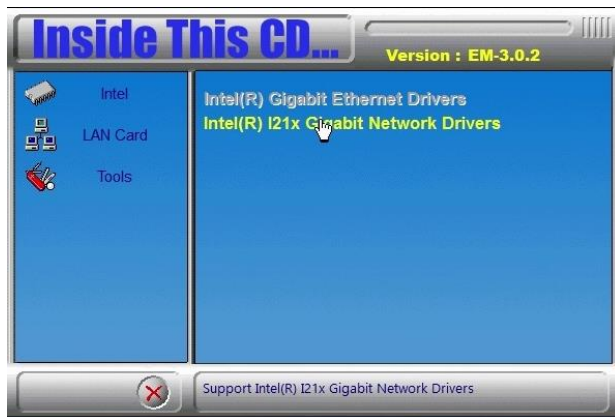 Inside This CD...
Version : EM-3.0.2
Intel
LAN Card
Tools
Intel(R) Gigabit Ethernet Drivers
Intel(R) I21x Gigabit Network Drivers
Support Intel(R) I21x Gigabit Network Drivers